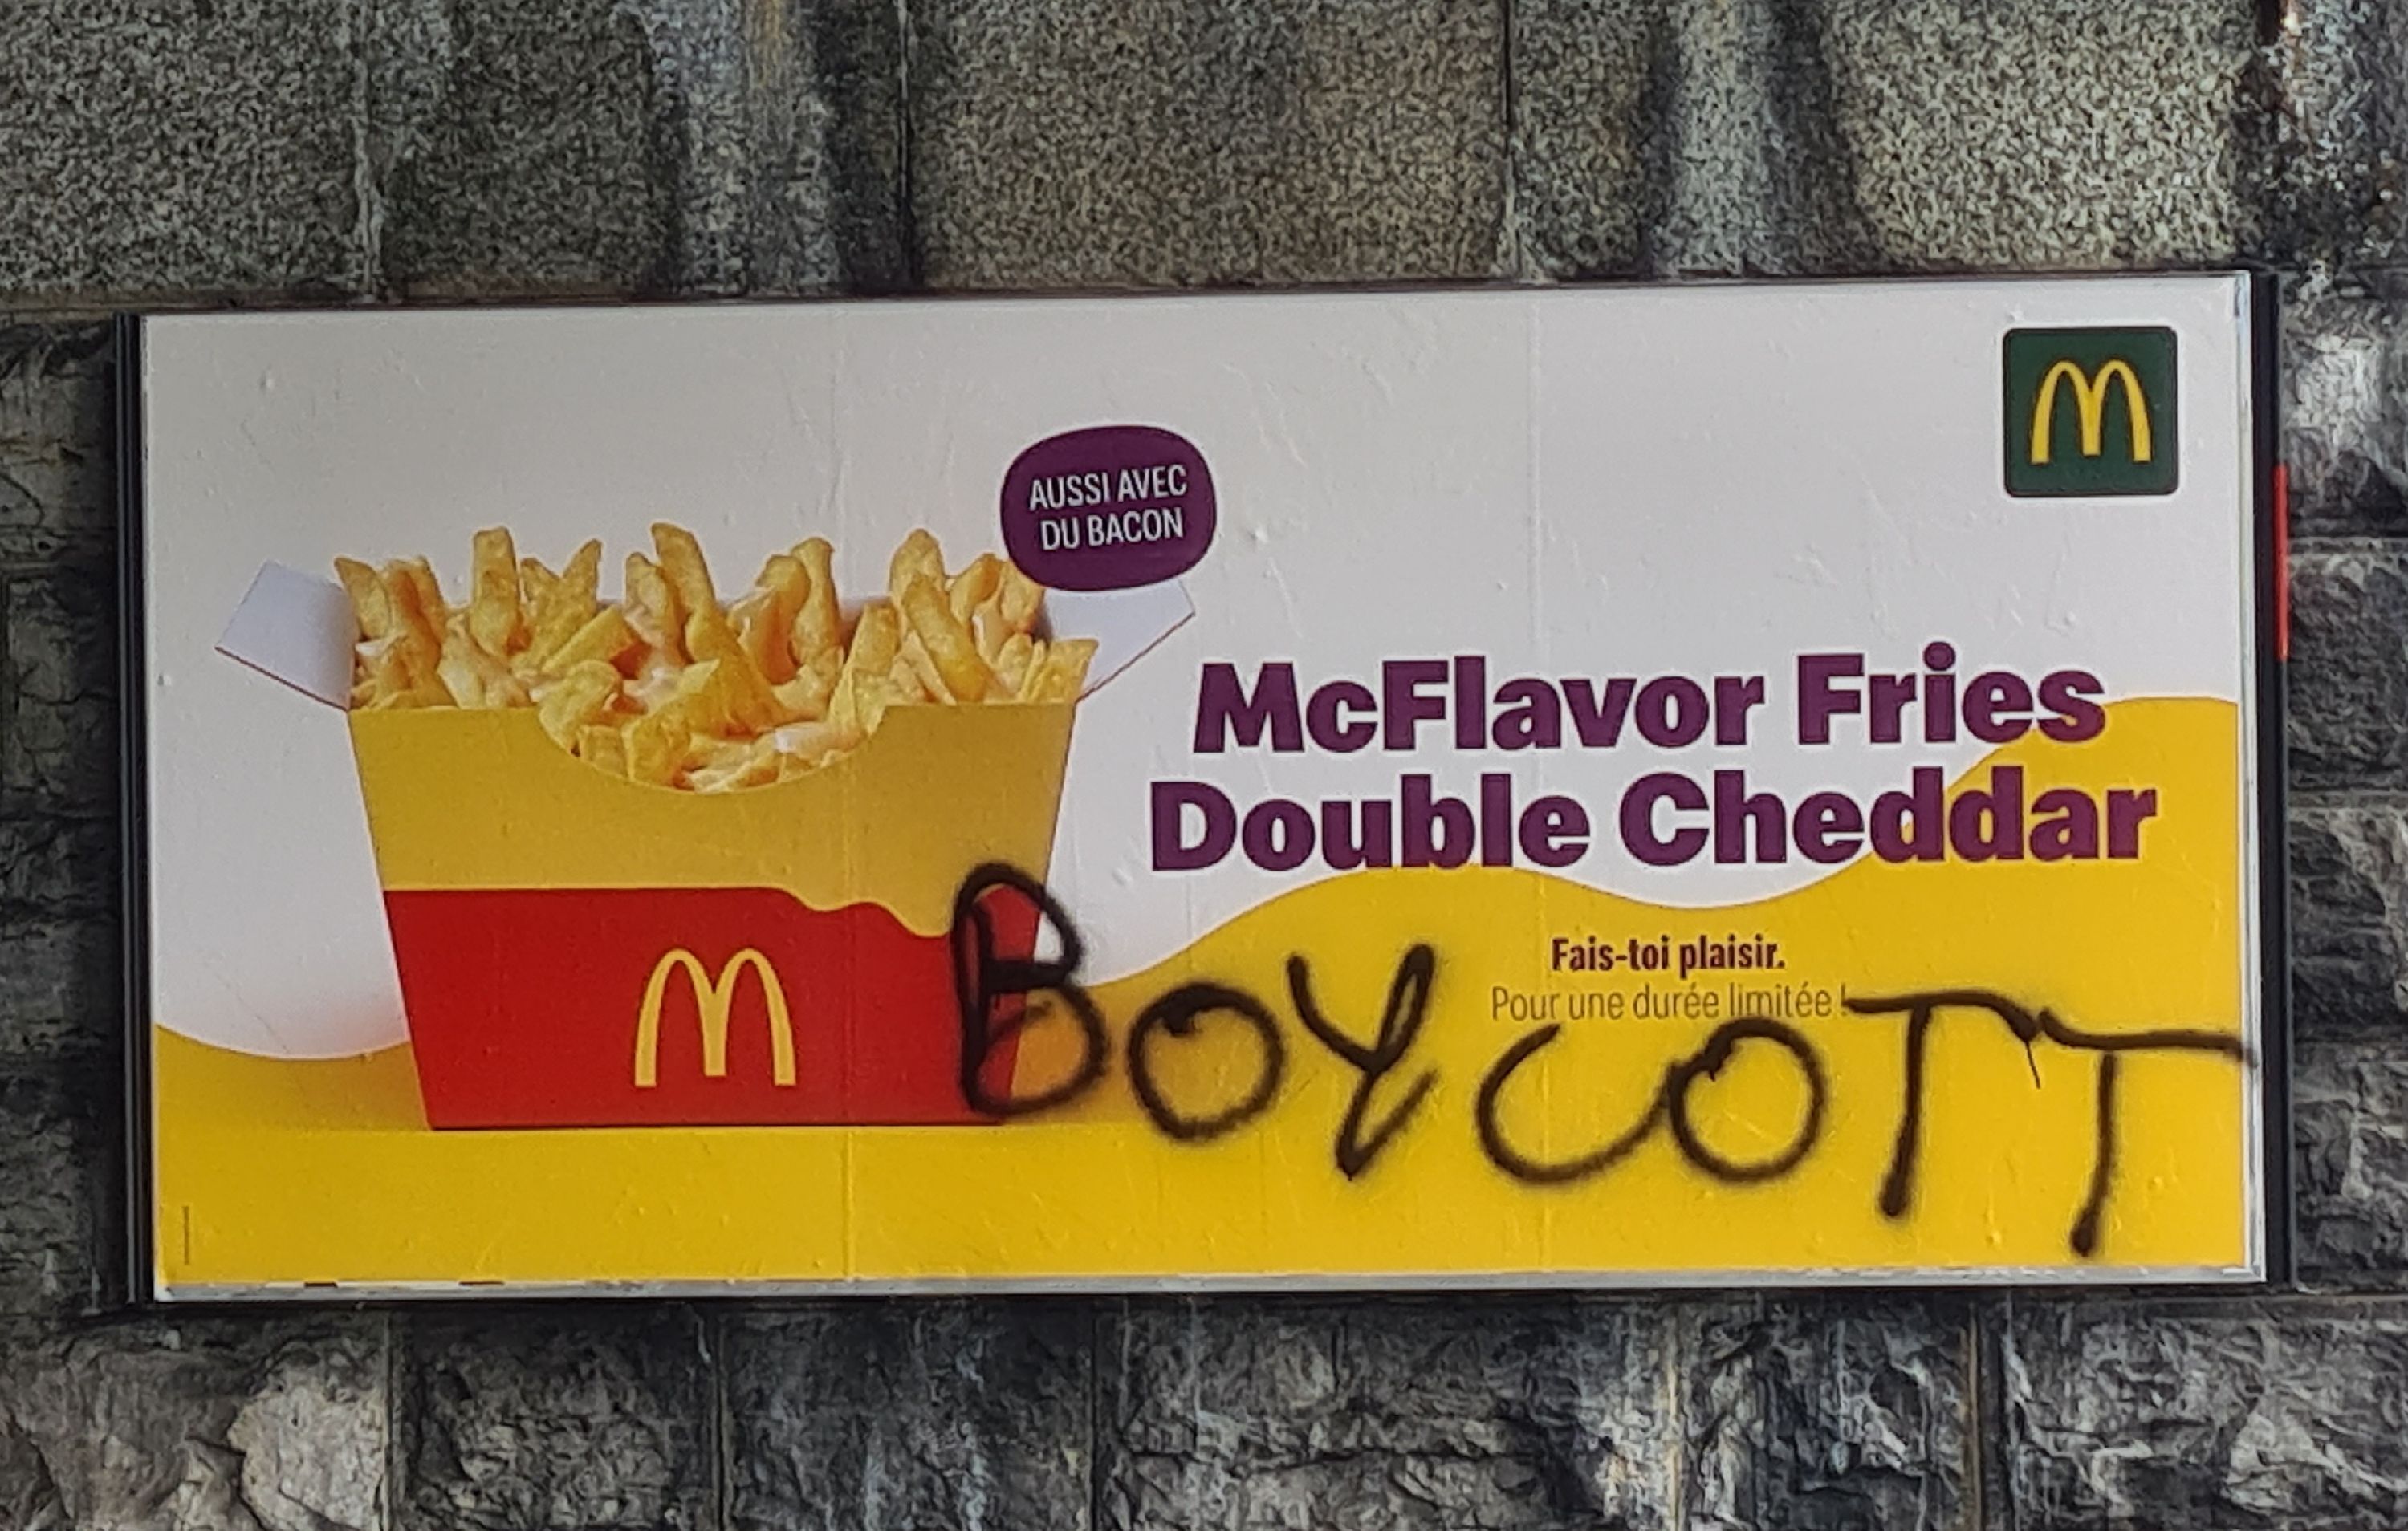 AUSSI AVEC
DU BACON
McFlavor Fries
Double Cheddar
Fais-toi plaisir.
Pour une durée limitée !
BOYCOTT